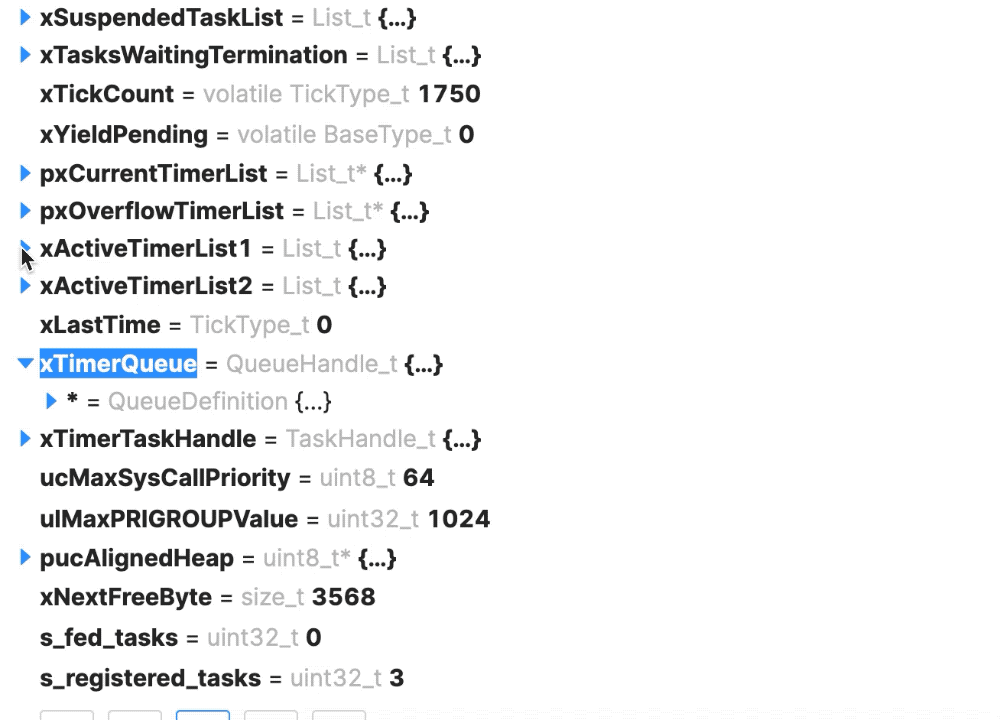 xSuspendedTaskList = List_t {…}
xTasksWaitingTermination = List_t {…}
xTickCount = volatile TickType_t 1750
xYieldPending = volatile BaseType_t 0
pxCurrentTimerList = List_t* {…}
pxOverflowTimerList = List_t* {…}
xActiveTimerList1 = List_t {…}
xActiveTimerList2 = List_t {…}
xLastTime = TickType_t 0
xTimerQueue = QueueHandle_t {…}
* = QueueDefinition {…}
xTimerTaskHandle = TaskHandle_t {…}
ucMaxSysCallPriority = uint8_t 64
ulMaxPRIGROUPValue = uint32_t 1024
pucAlignedHeap = uint8_t* {…}
xNextFreeByte = size_t 3568
s_fed_tasks = uint32_t 0
s_registered_tasks = uint32_t 3